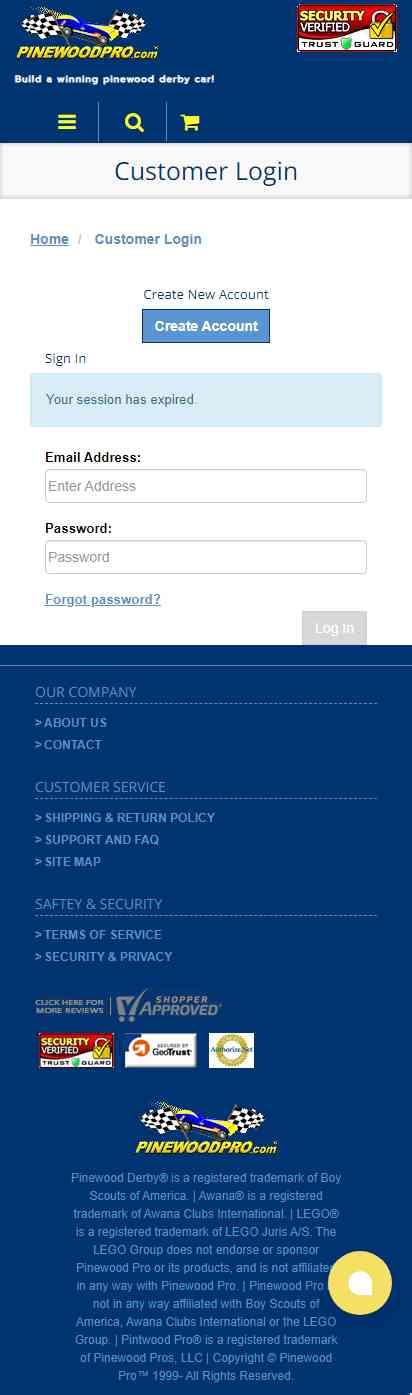 PINEWOODPRO.com
SECURITY
VERIFIED
TRUST GUARD
Build a winning pinewood derby car!
Customer Login
Home / Customer Login
Create New Account
Create Account
Sign In
Your session has expired.
Email Address:
Enter Address
Password:
Password
Forgot password?
Log In
OUR COMPANY
> ABOUT US
> CONTACT
CUSTOMER SERVICE
> SHIPPING & RETURN POLICY
> SUPPORT AND FAQ
> SITE MAP
SAFTEY & SECURITY
> TERMS OF SERVICE
> SECURITY & PRIVACY
CLICK HERE FOR
MORE REVIEWS
SHOPPER
APPROVED
SECURITY
VERIFIED
TRUST GUARD
SECURED BY
GeoTrust
Authorize.Net
PINEWOODPRO.com
Pinewood Derby® is a registered trademark of Boy
Scouts of America. | Awana® is a registered
trademark of Awana Clubs International. | LEGO®
is a registered trademark of LEGO Juris A/S. The
LEGO Group does not endorse or sponsor
Pinewood Pro or its products, and is not affiliated
in any way with Pinewood Pro. | Pinewood Pro
not in any way affiliated with Boy Scouts of
America, Awana Clubs International or the LEGO
Group. | Pintwood Pro® is a registered trademark
of Pinewood Pros, LLC | Copyright © Pinewood
Pro™ 1999- All Rights Reserved.